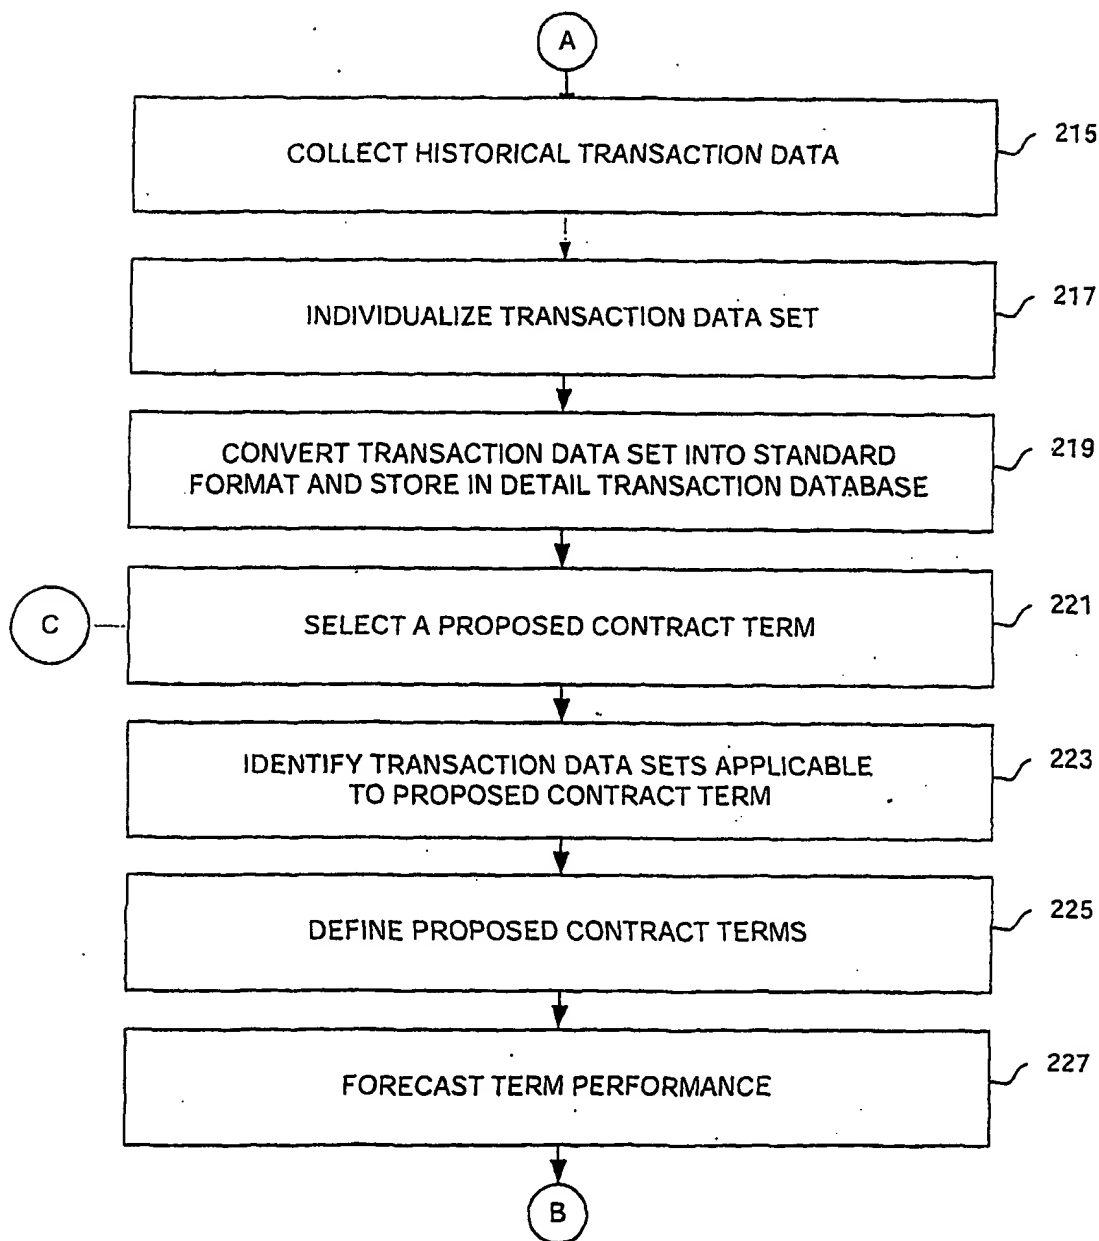 A
COLLECT HISTORICAL TRANSACTION DATA
215
INDIVIDUALIZE TRANSACTION DATA SET
217
CONVERT TRANSACTION DATA SET INTO STANDARD
FORMAT AND STORE IN DETAIL TRANSACTION DATABASE
219
C
SELECT A PROPOSED CONTRACT TERM
221
IDENTIFY TRANSACTION DATA SETS APPLICABLE
TO PROPOSED CONTRACT TERM
223
DEFINE PROPOSED CONTRACT TERMS
225
FORECAST TERM PERFORMANCE
227
B